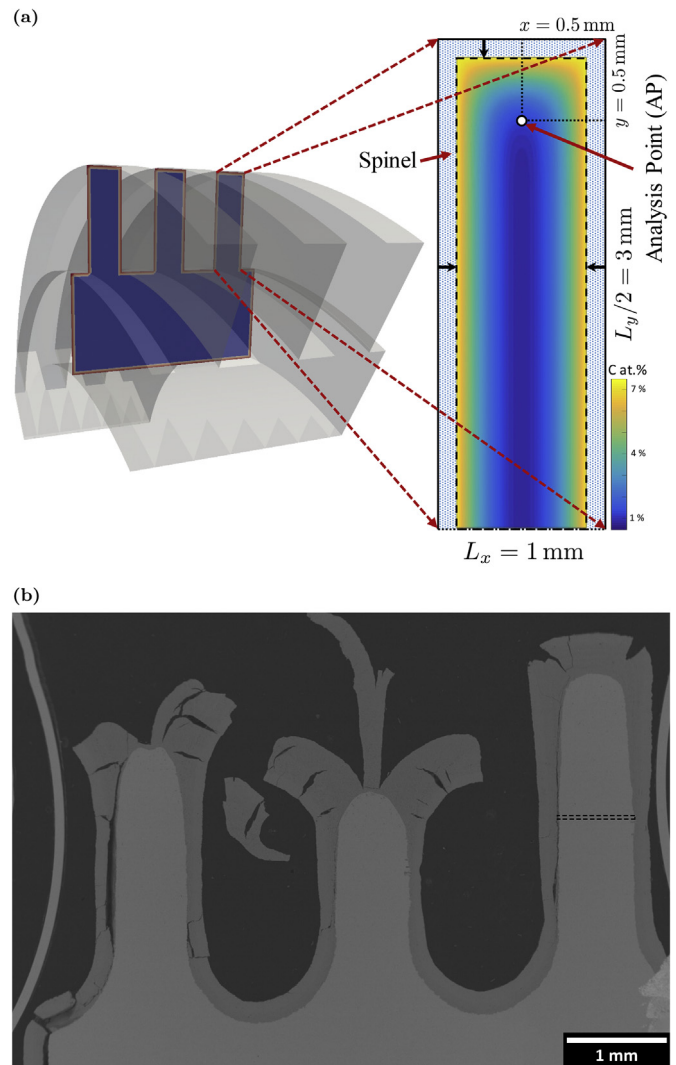 (a)
x = 0.5 mm
y = 0.5 mm
Spinel
Analysis Point (AP)
L_y/2 = 3 mm
C at.%
7 %
4 %
1 %
L_x = 1 mm
(b)
1 mm